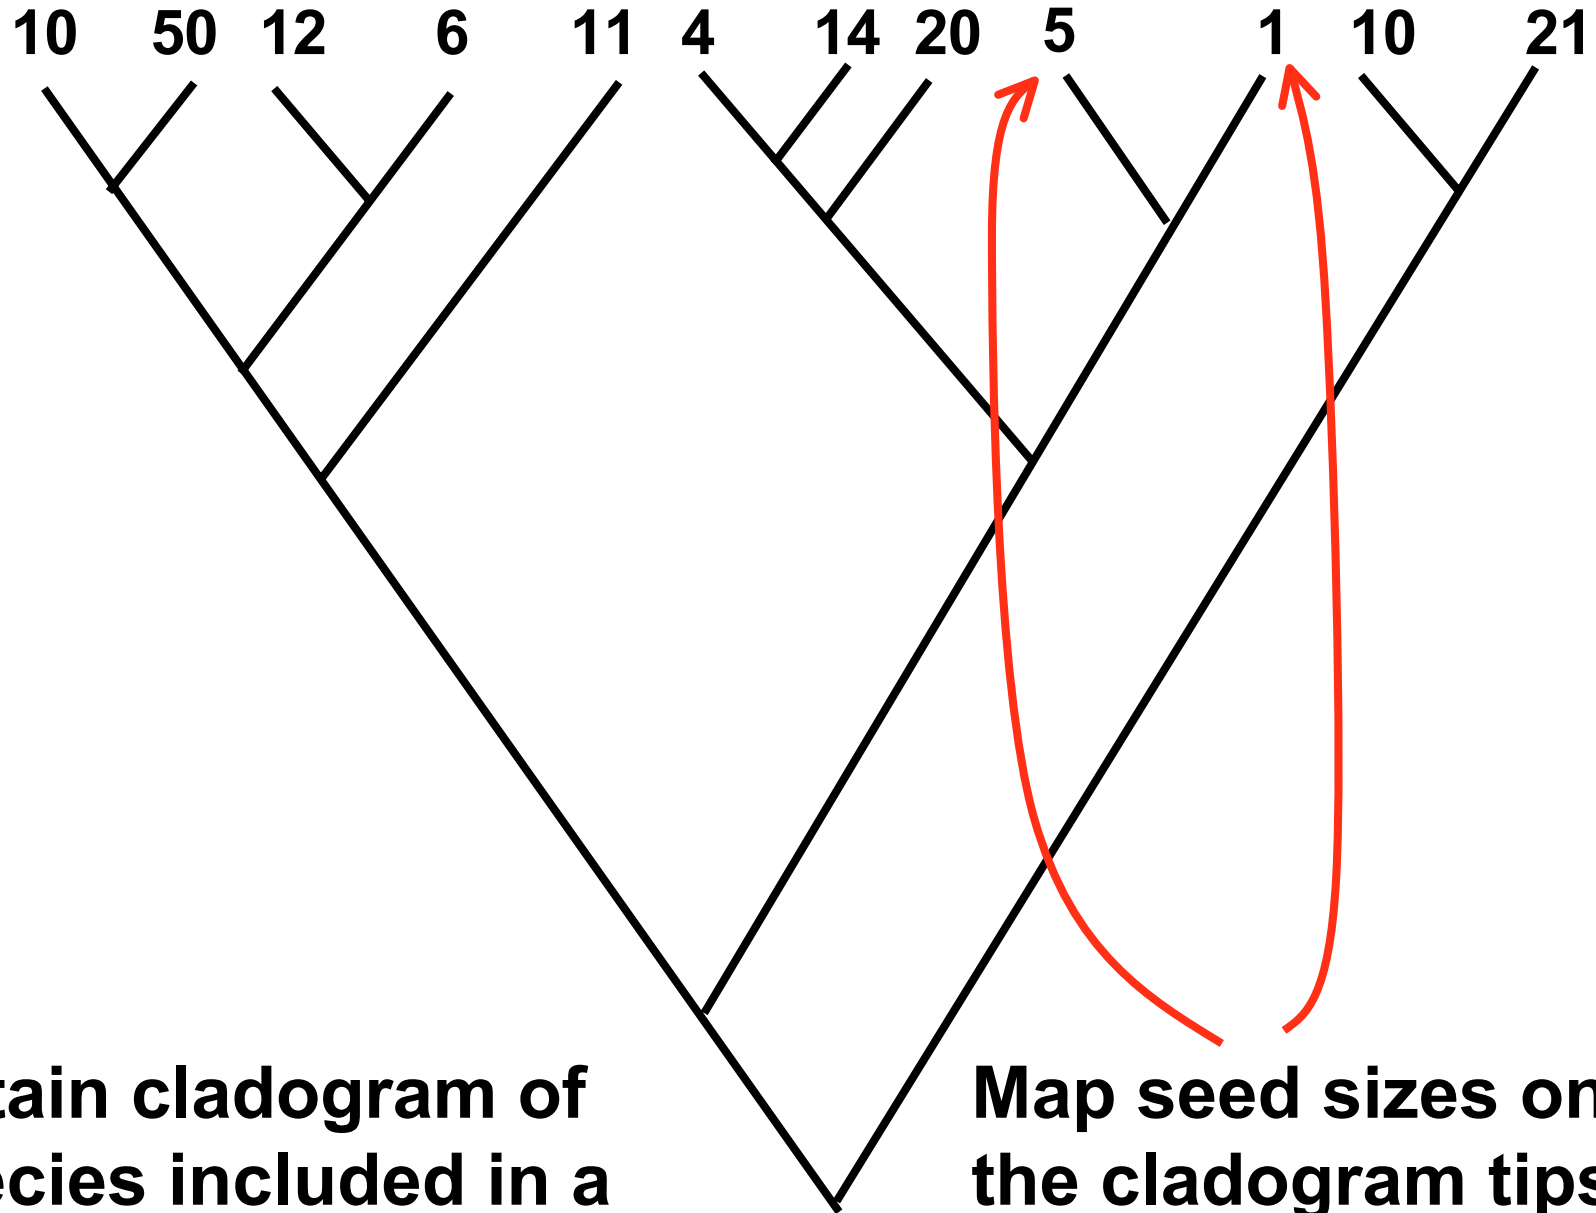 10 50 12 6 11 4 14 20 5 1 10 21
tain cladogram of
ecies included in a
Map seed sizes on
the cladogram tips